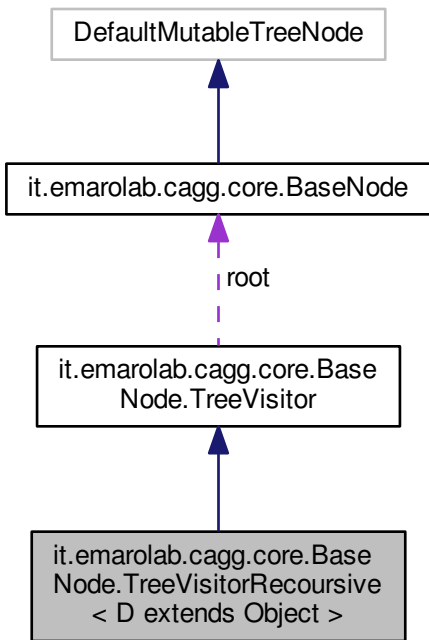 DefaultMutableTreeNode
it.emarolab.cagg.core.BaseNode
root
it.emarolab.cagg.core.Base
Node.TreeVisitor
it.emarolab.cagg.core.Base
Node.TreeVisitorRecoursive
< D extends Object >